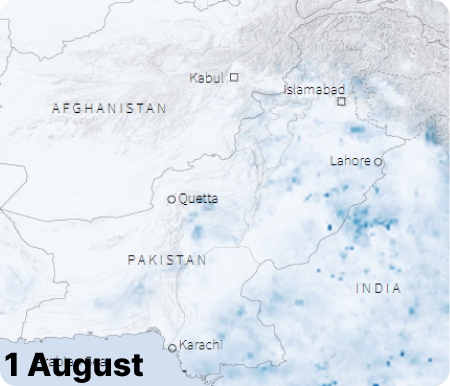 Kabul
Islamabad
AFGHANISTAN
Lahore
Quetta
PAKISTAN
INDIA
Karachi
1 August